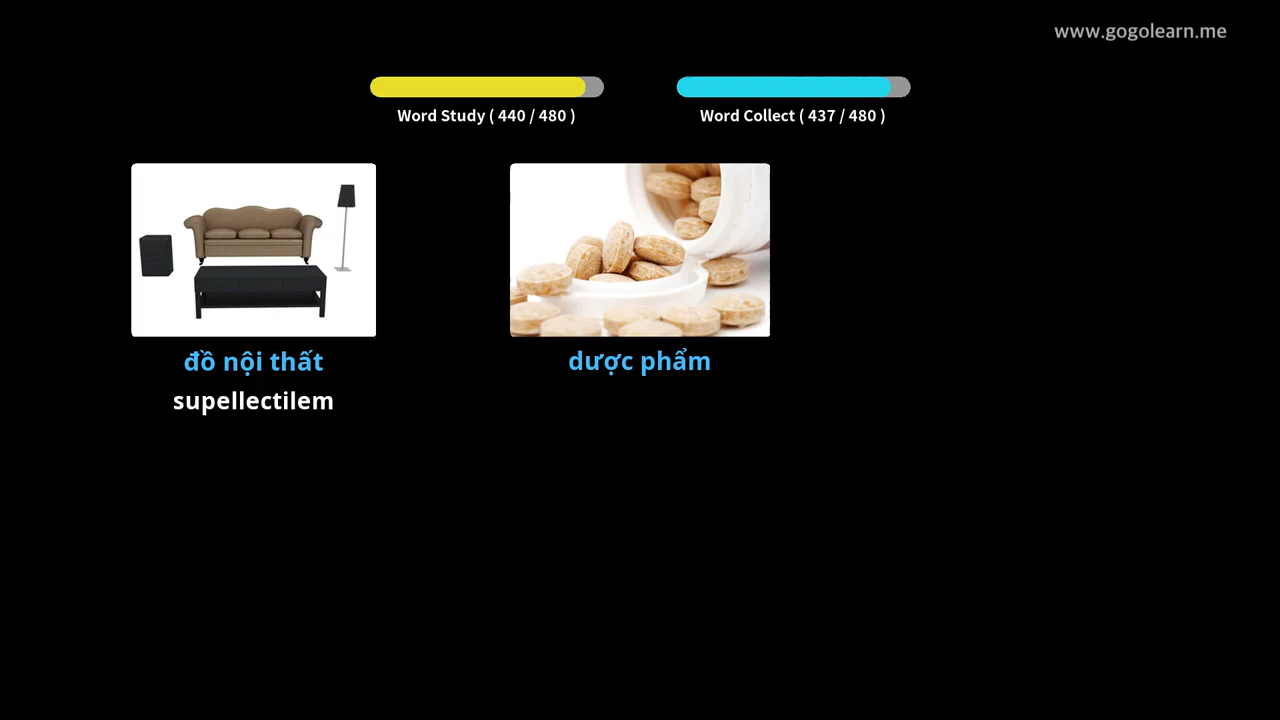 www.gogolearn.me
Word Study ( 440 / 480 )
Word Collect ( 437 / 480 )
đồ nội thất
dược phẩm
supellectilem